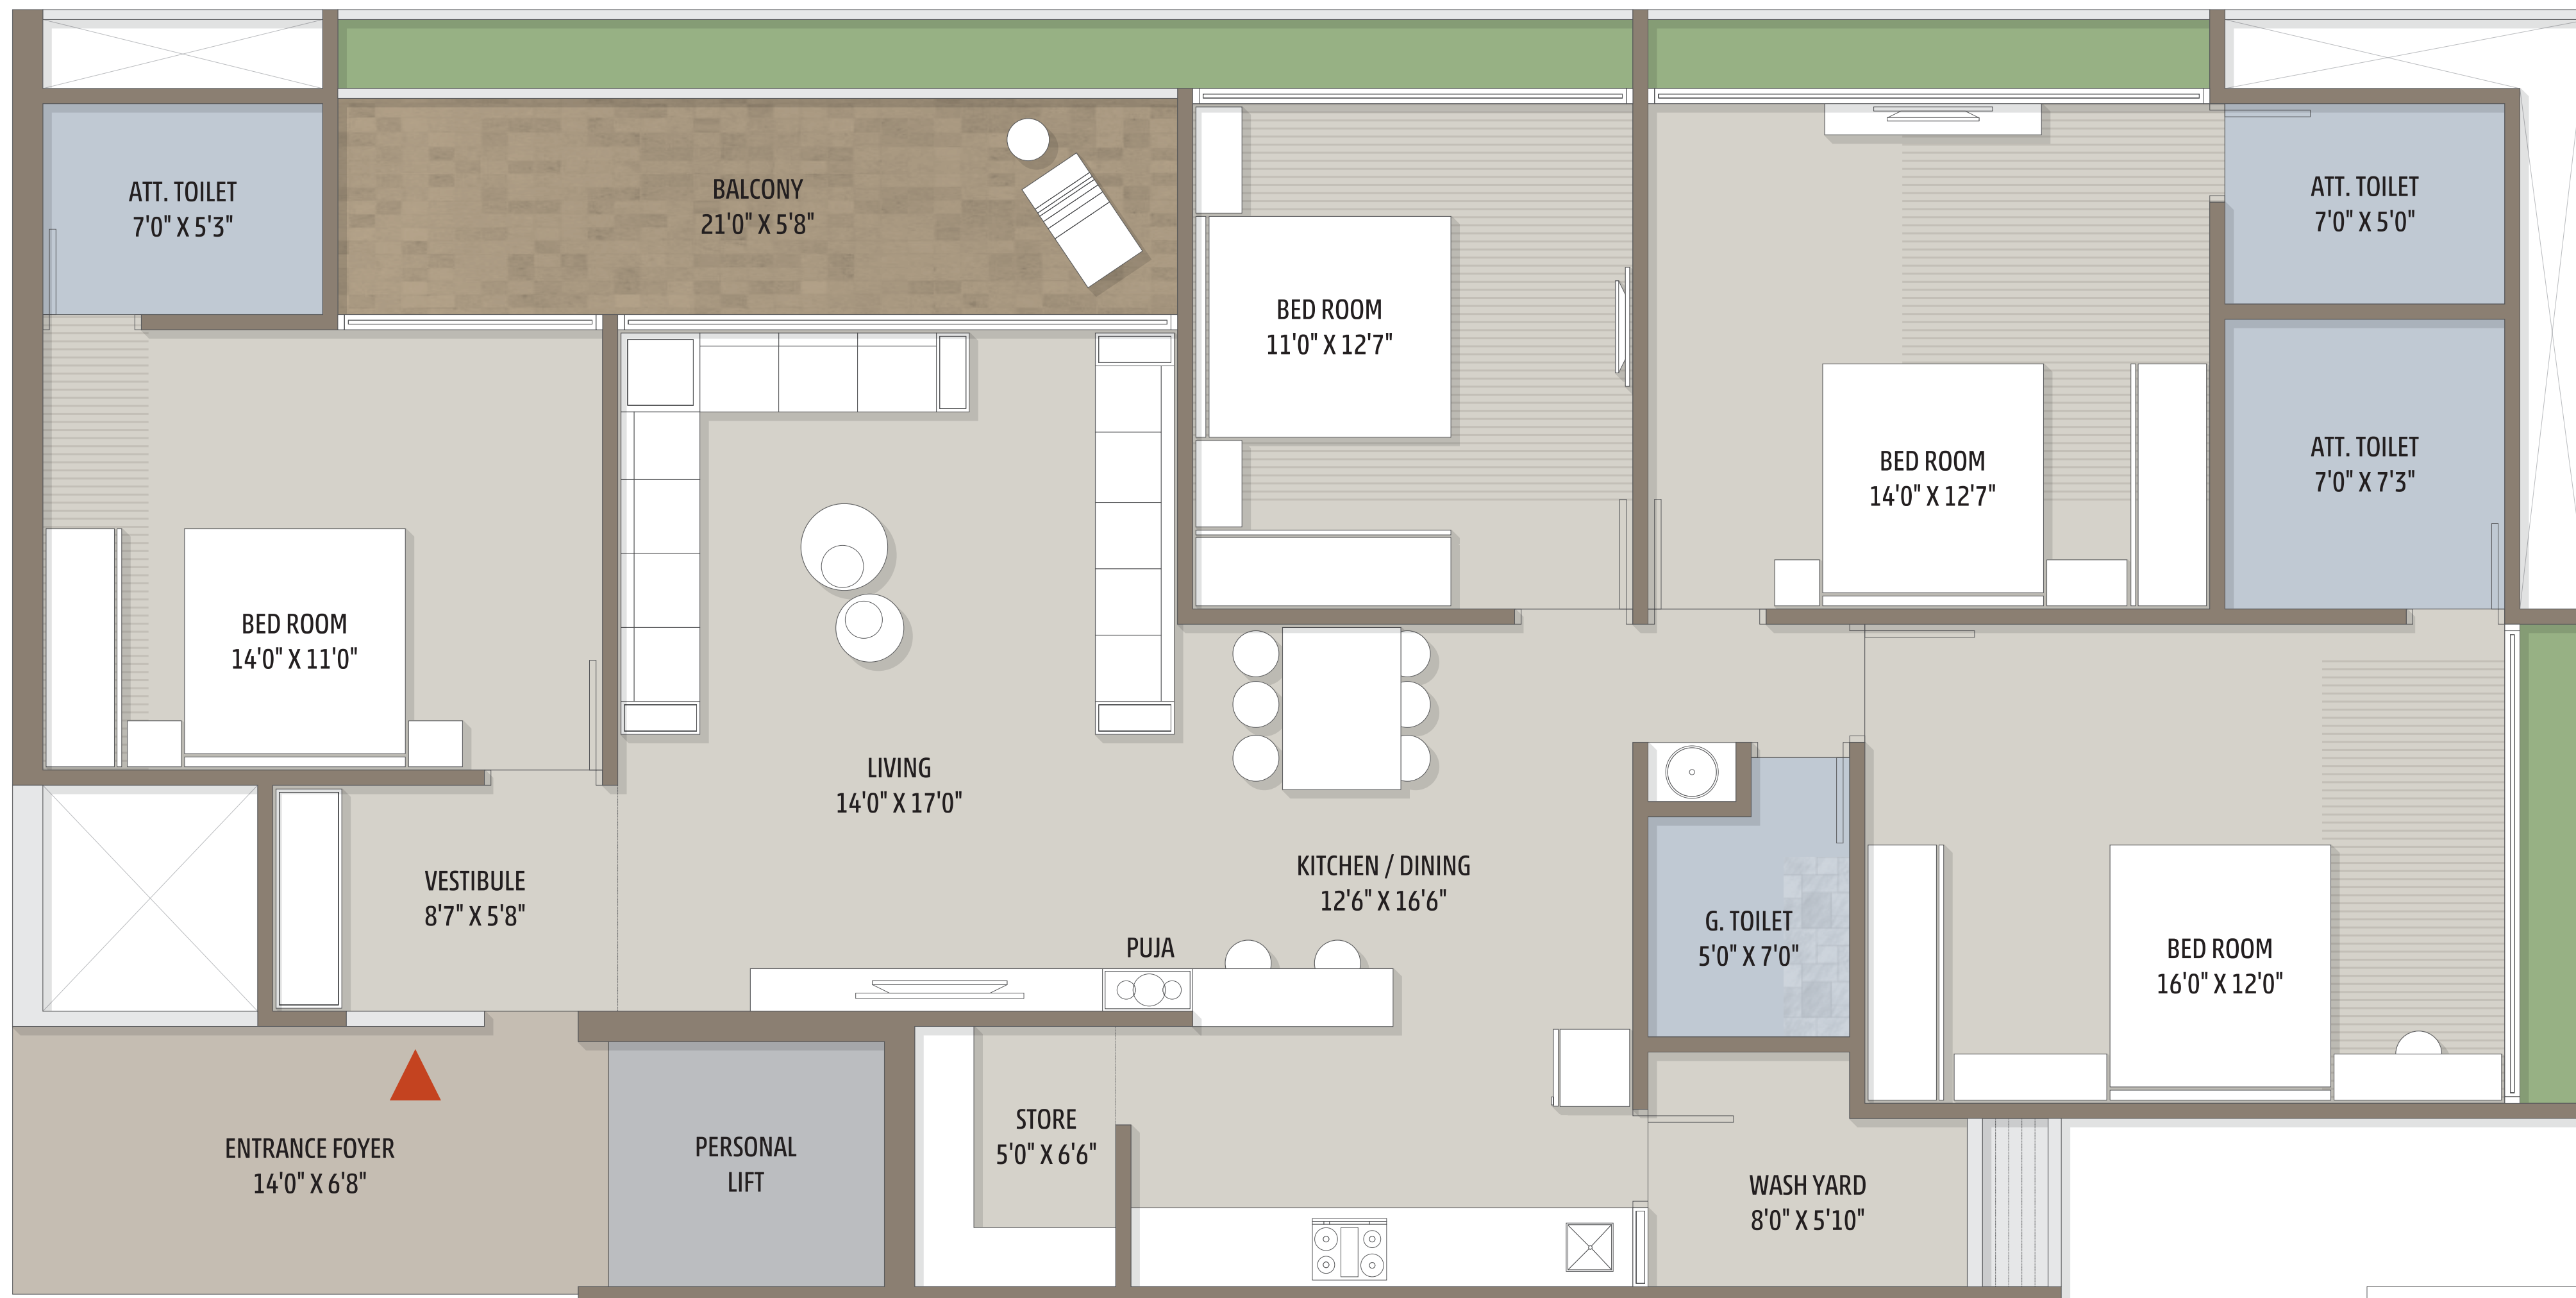 ATT. TOILET
7'0" X 5'3"
BALCONY
21'0" X 5'8"
BED ROOM
11'0" X 12'7"
ATT. TOILET
7'0" X 5'0"
BED ROOM
14'0" X 12'7"
ATT. TOILET
7'0" X 7'3"
BED ROOM
14'0" X 11'0"
LIVING
14'0" X 17'0"
VESTIBULE
8'7" X 5'8"
KITCHEN / DINING
12'6" X 16'6"
PUJA
G. TOILET
5'0" X 7'0"
BED ROOM
16'0" X 12'0"
ENTRANCE FOYER
14'0" X 6'8"
PERSONAL
LIFT
STORE
5'0" X 6'6"
WASH YARD
8'0" X 5'10"